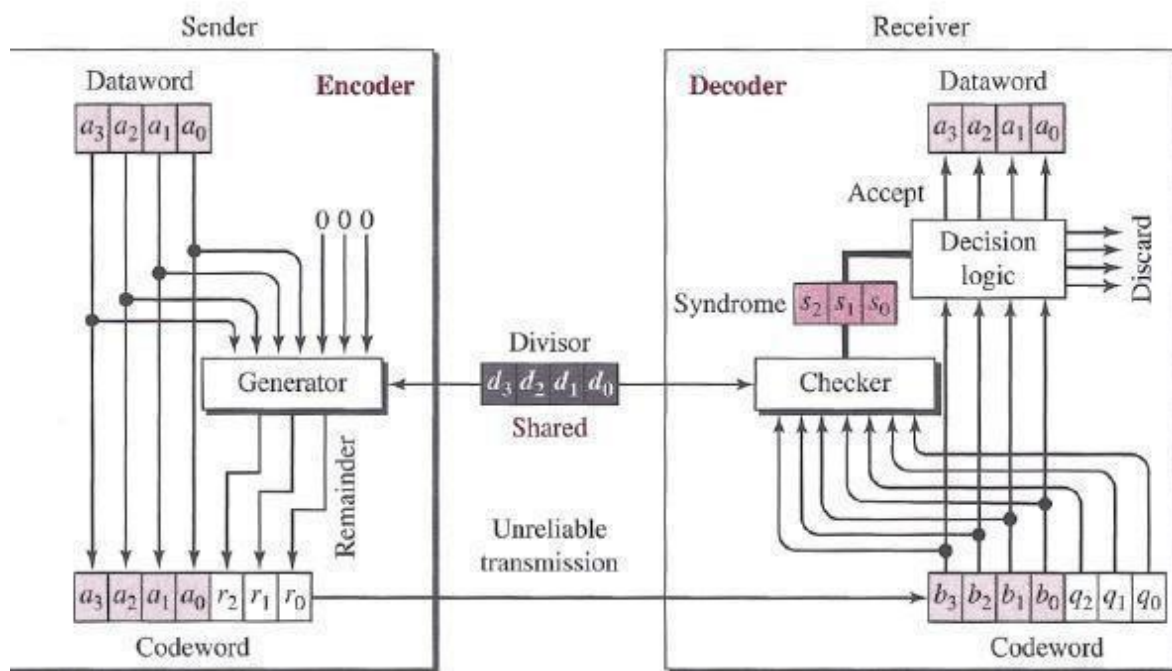 Sender
Receiver
Dataword
Encoder
a3 a2 a1 a0
0 0 0
Generator
Remainder
a3 a2 a1 a0 r2 r1 r0
Codeword
Divisor
d3 d2 d1 d0
Shared
Unreliable
transmission
Decoder
Dataword
a3 a2 a1 a0
Accept
Decision
logic
Discard
Syndrome
s2 s1 s0
Checker
b3 b2 b1 b0 q2 q1 q0
Codeword